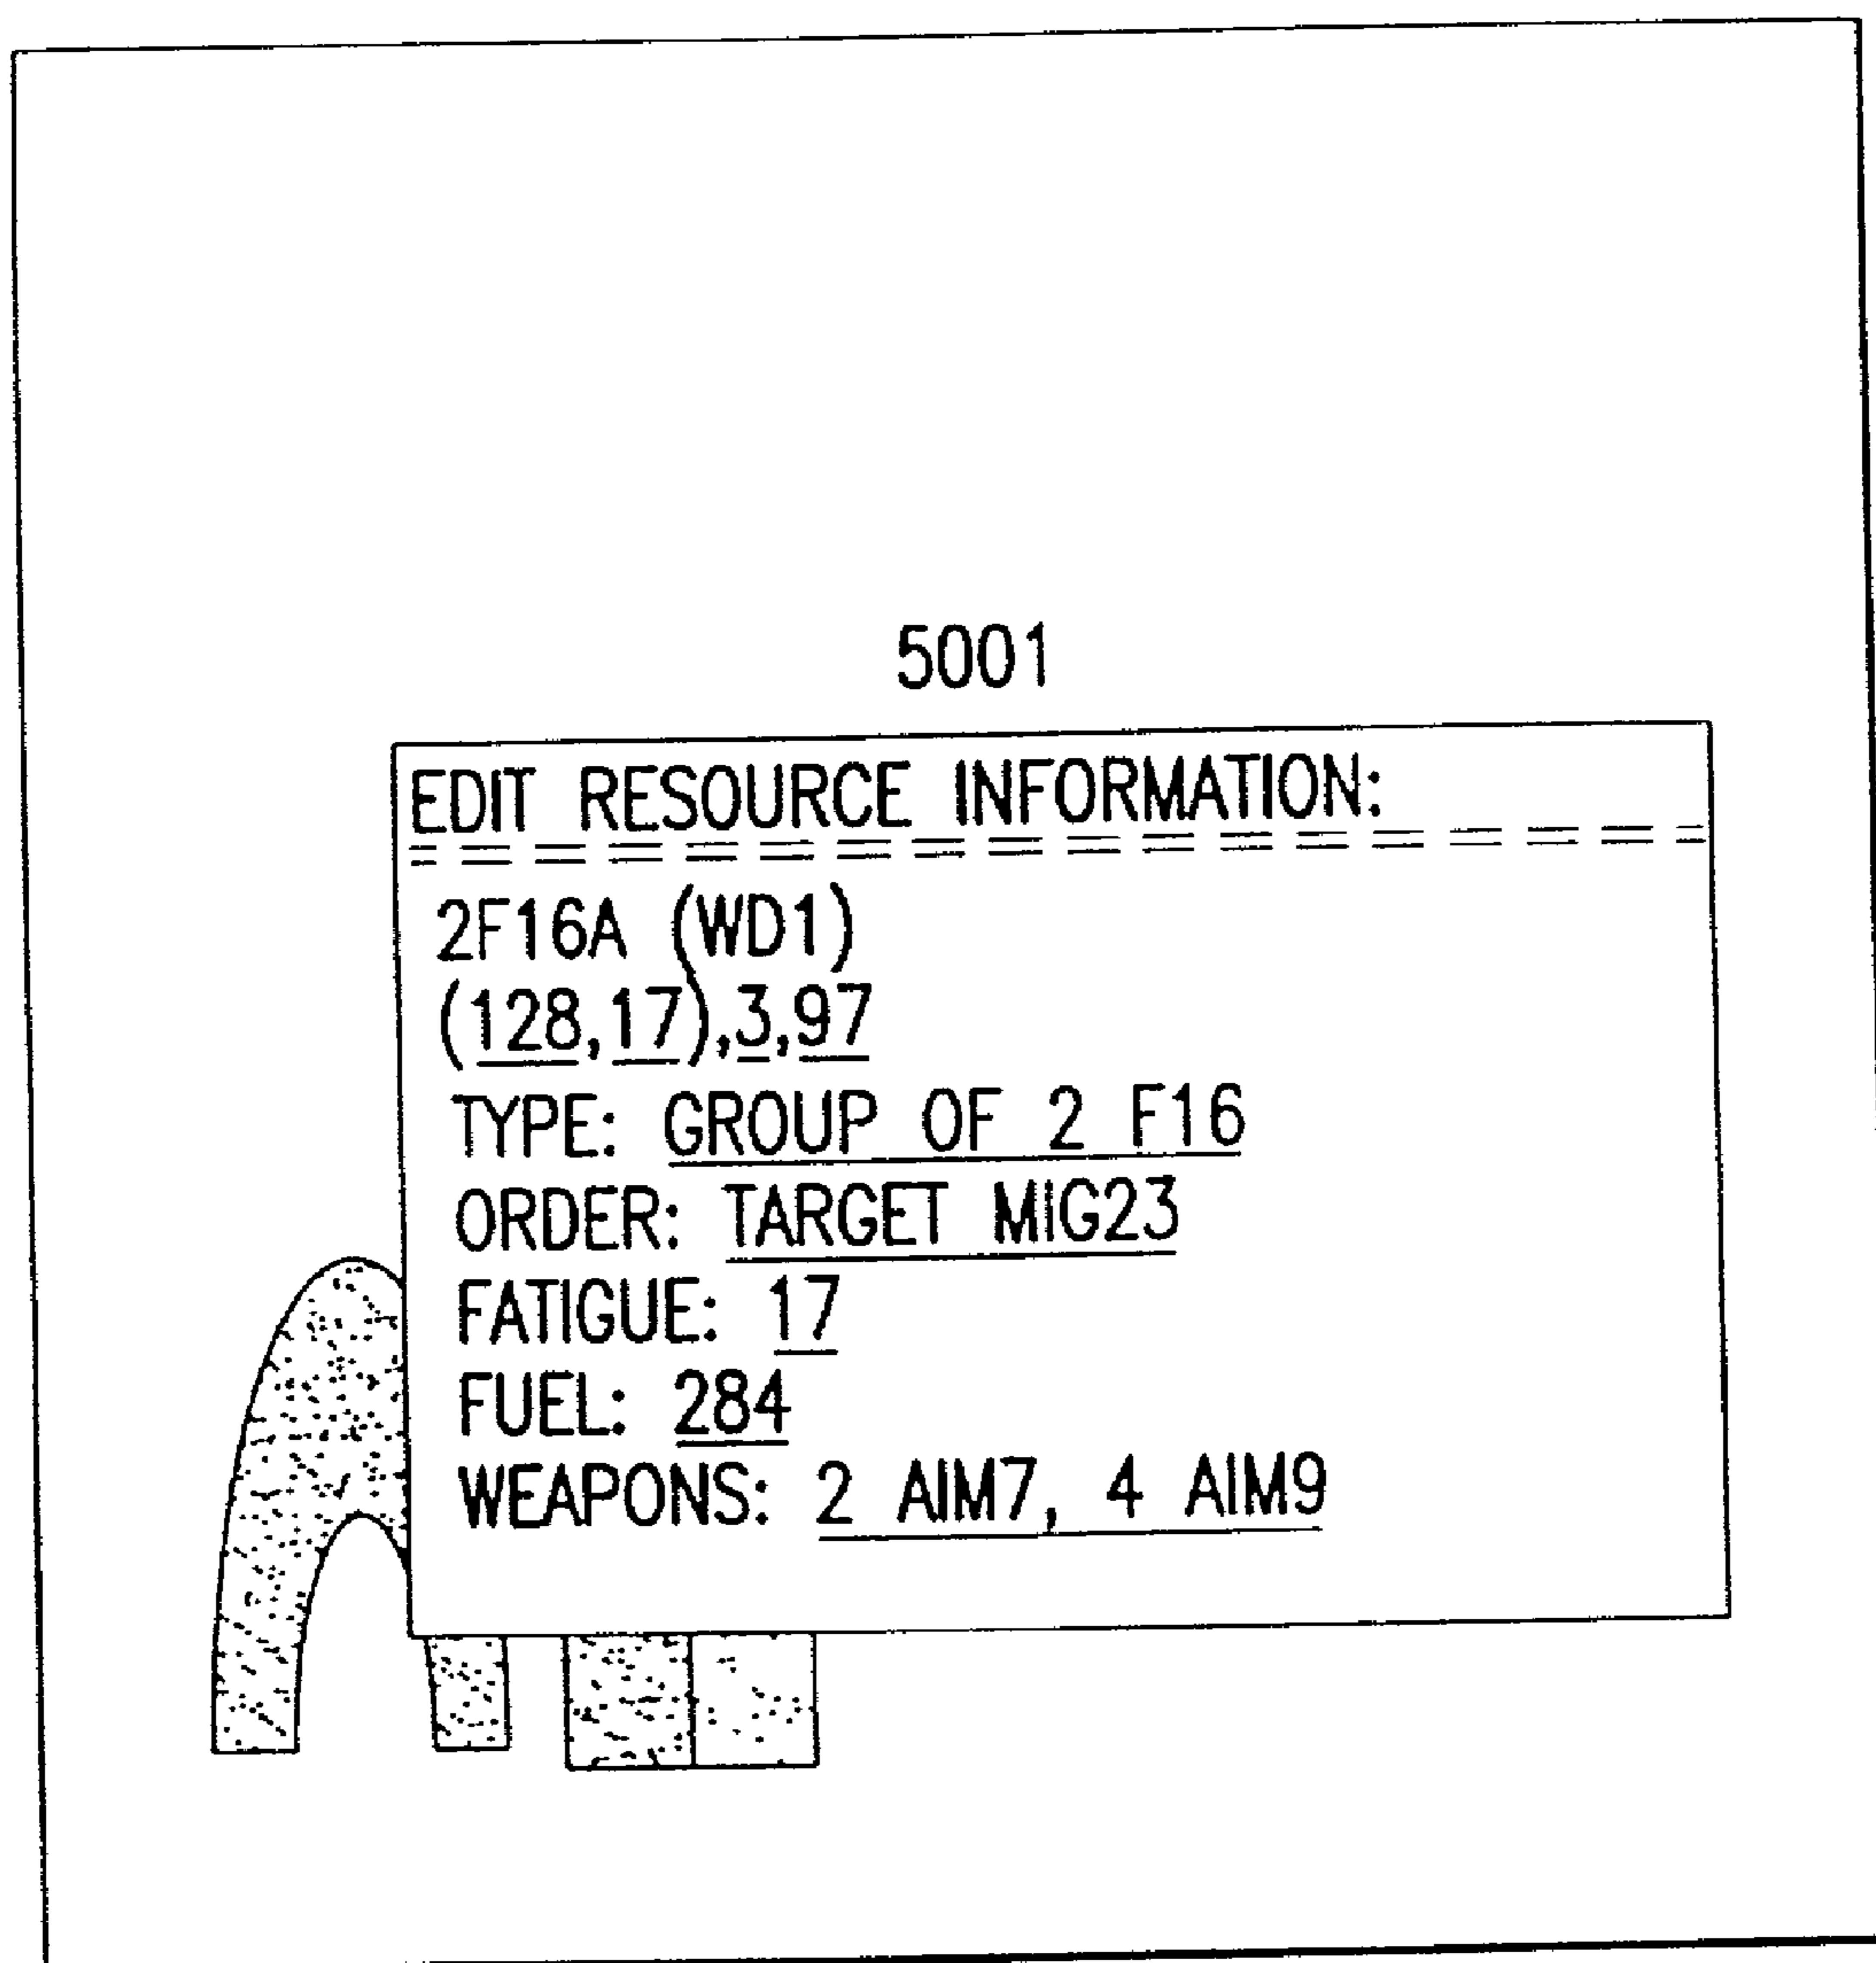 5001
EDIT RESOURCE INFORMATION:
2F16A (WD1)
(128,17),3,97
TYPE: GROUP OF 2 F16
ORDER: TARGET MIG23
FATIGUE: 17
FUEL: 284
WEAPONS: 2 AIM7, 4 AIM9